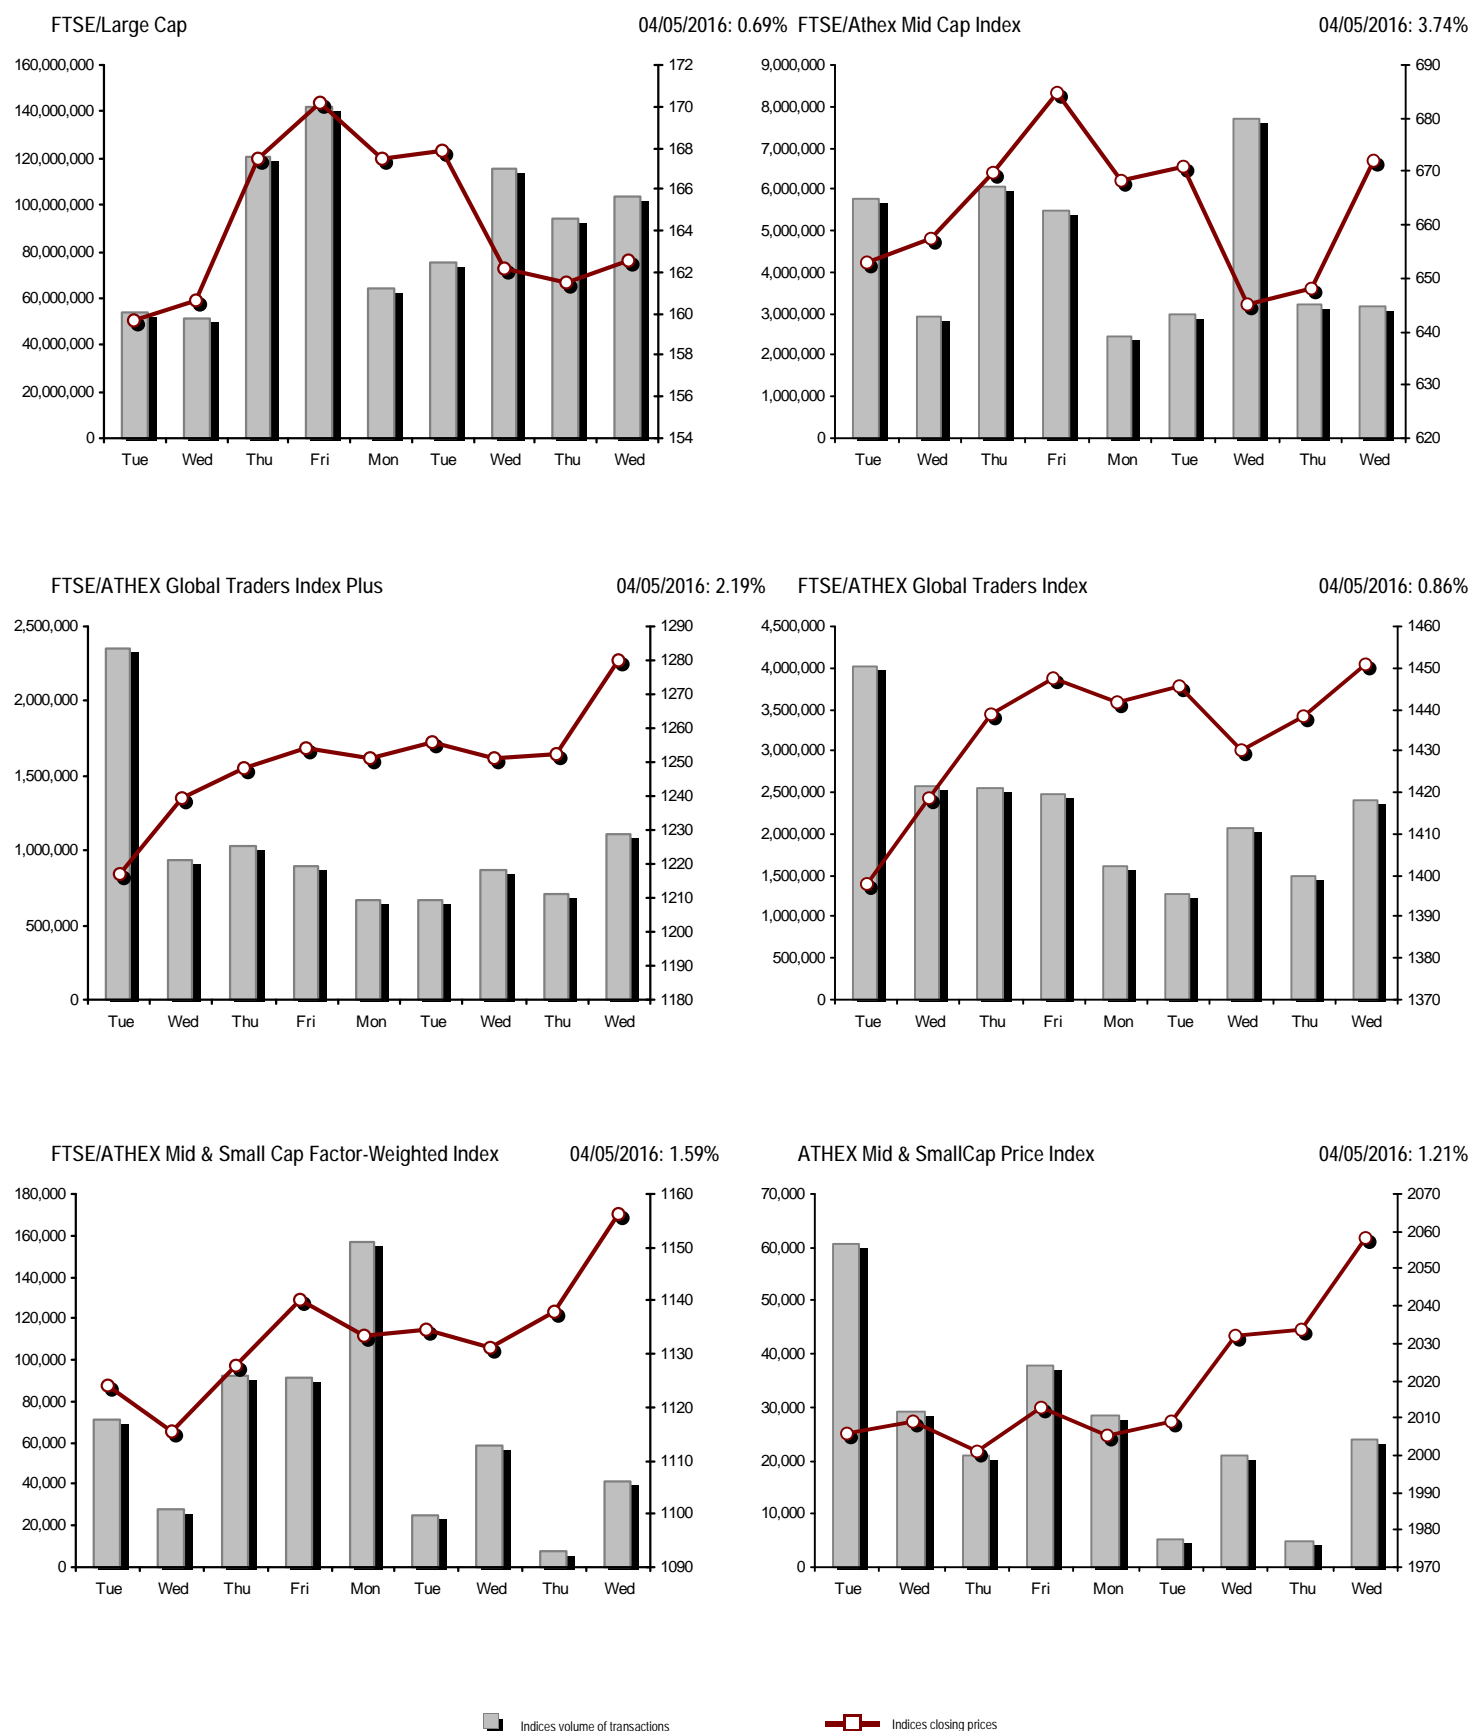 FTSE/Large Cap 04/05/2016: 0.69% FTSE/Athex Mid Cap Index 04/05/2016: 3.74%
160,000,000 172 9,000,000 690
140,000,000 170 8,000,000 680
120,000,000 168 7,000,000 670
100,000,000 166 6,000,000 660
80,000,000 164 5,000,000 650
60,000,000 162 4,000,000 640
40,000,000 160 3,000,000 630
20,000,000 158 2,000,000 620
0 156 1,000,000
154 0
Tue Wed Thu Fri Mon Tue Wed Thu Wed Tue Wed Thu Fri Mon Tue Wed Thu Wed
FTSE/ATHEX Global Traders Index Plus 04/05/2016: 2.19% FTSE/ATHEX Global Traders Index 04/05/2016: 0.86%
2,500,000 1290 4,500,000 1460
2,000,000 1280 4,000,000 1450
1,500,000 1270 3,500,000 1440
1,000,000 1260 3,000,000 1430
500,000 1250 2,500,000 1420
0 1240 2,000,000 1410
1230 1,500,000 1400
1220 1,000,000 1390
1210 500,000 1380
1200 0 1370
1190
1180
Tue Wed Thu Fri Mon Tue Wed Thu Wed Tue Wed Thu Fri Mon Tue Wed Thu Wed
FTSE/ATHEX Mid & Small Cap Factor-Weighted Index 04/05/2016: 1.59% ATHEX Mid & SmallCap Price Index 04/05/2016: 1.21%
180,000 1160 70,000 2070
160,000 1150 60,000 2060
140,000 1140 50,000 2050
120,000 1130 40,000 2040
100,000 1120 30,000 2030
80,000 1110 20,000 2020
60,000 1100 10,000 2010
40,000 1090 0 2000
20,000 1990
0 1980
1970
Tue Wed Thu Fri Mon Tue Wed Thu Wed Tue Wed Thu Fri Mon Tue Wed Thu Wed
Indices volume of transactions Indices closing prices